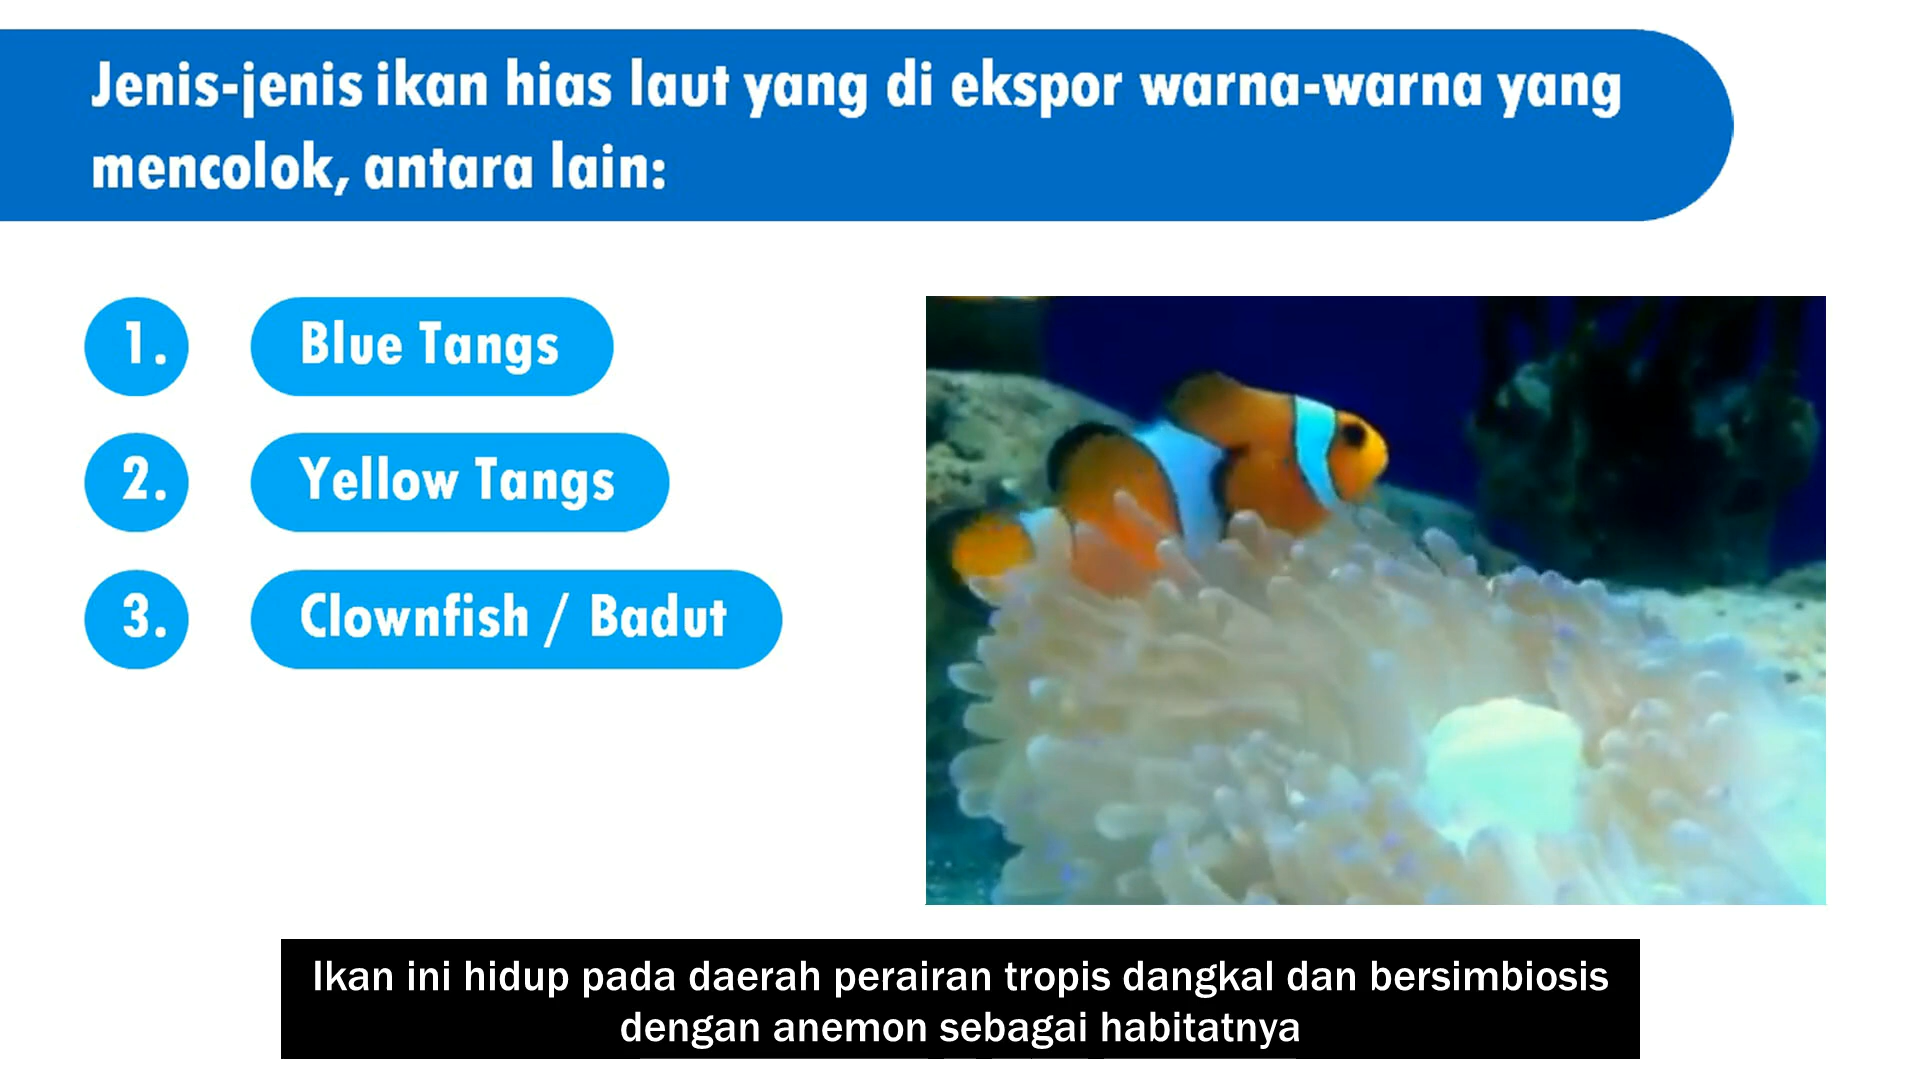 Jenis-jenis ikan hias laut yang di ekspor warna-warna yang
mencolok, antara lain:
1. Blue Tangs
2. Yellow Tangs
3. Clownfish / Badut
Ikan ini hidup pada daerah perairan tropis dangkal dan bersimbiosis
dengan anemon sebagai habitatnya